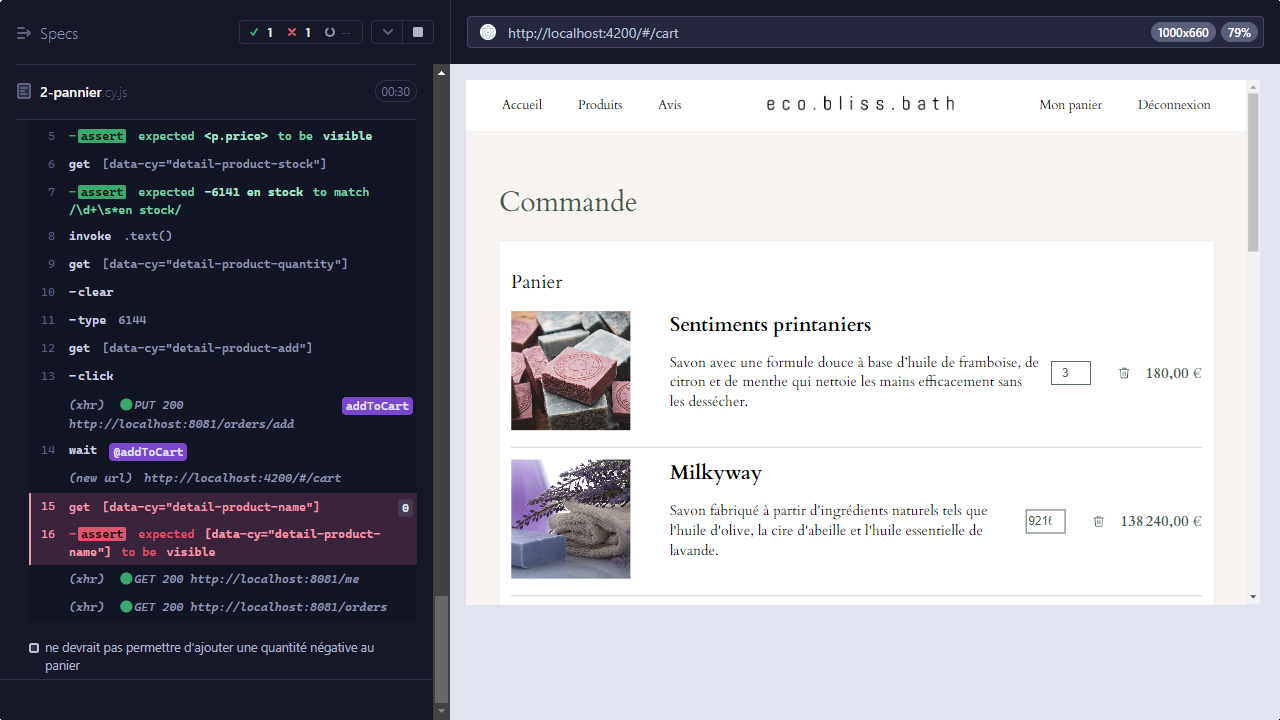 Specs
1
1
--
http://localhost:4200/#/cart
1000x660
79%
2-pannier.cy.js
00:30
5 -assert expected <p.price> to be visible
6 get [data-cy="detail-product-stock"]
7 -assert expected -6141 en stock to match
/\d+\s*en stock/
8 invoke .text()
9 get [data-cy="detail-product-quantity"]
10 -clear
11 -type 6144
12 get [data-cy="detail-product-add"]
13 -click
(xhr) PUT 200 addToCart
http://localhost:8081/orders/add
14 wait @addToCart
(new url) http://localhost:4200/#/cart
15 get [data-cy="detail-product-name"] 0
16 -assert expected [data-cy="detail-product-
name"] to be visible
(xhr) GET 200 http://localhost:8081/me
(xhr) GET 200 http://localhost:8081/orders
ne devrait pas permettre d'ajouter une quantité négative au
panier
Accueil Produits Avis eco.bliss.bath Mon panier Déconnexion
Commande
Panier
Sentiments printaniers
Savon avec une formule douce à base d’huile de framboise, de
citron et de menthe qui nettoie les mains efficacement sans
les dessécher.
3
180,00 €
Milkyway
Savon fabriqué à partir d'ingrédients naturels tels que
l'huile d'olive, la cire d'abeille et l'huile essentielle de
lavande.
138 240,00 €